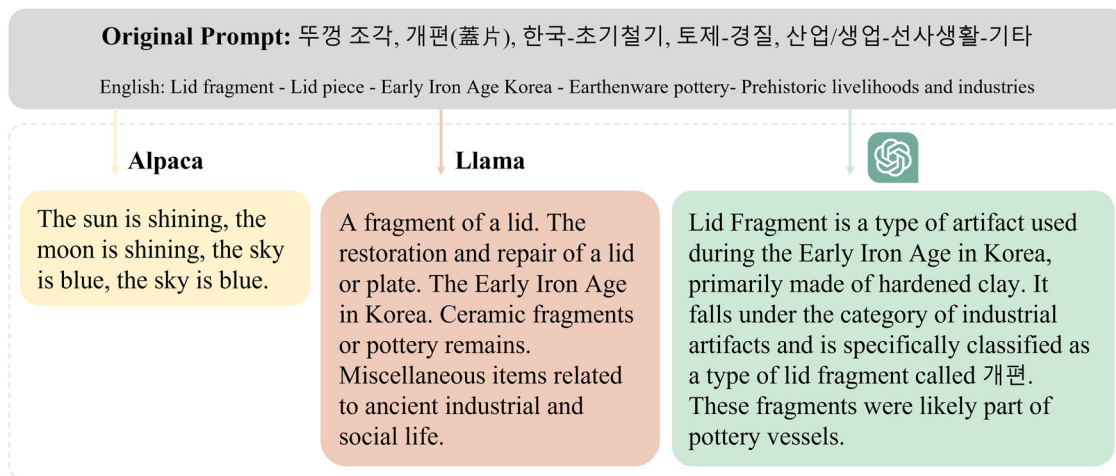 Original Prompt: 뚜껑 조각, 개편(蓋片), 한국-초기철기, 토제-경질, 산업/생업-선사생활-기타
English: Lid fragment - Lid piece - Early Iron Age Korea - Earthenware pottery- Prehistoric livelihoods and industries
Alpaca
The sun is shining, the
moon is shining, the sky
is blue, the sky is blue.
Llama
A fragment of a lid. The
restoration and repair of a lid
or plate. The Early Iron Age
in Korea. Ceramic fragments
or pottery remains.
Miscellaneous items related
to ancient industrial and
social life.
Lid Fragment is a type of artifact used
during the Early Iron Age in Korea,
primarily made of hardened clay. It
falls under the category of industrial
artifacts and is specifically classified as
a type of lid fragment called 개편.
These fragments were likely part of
pottery vessels.